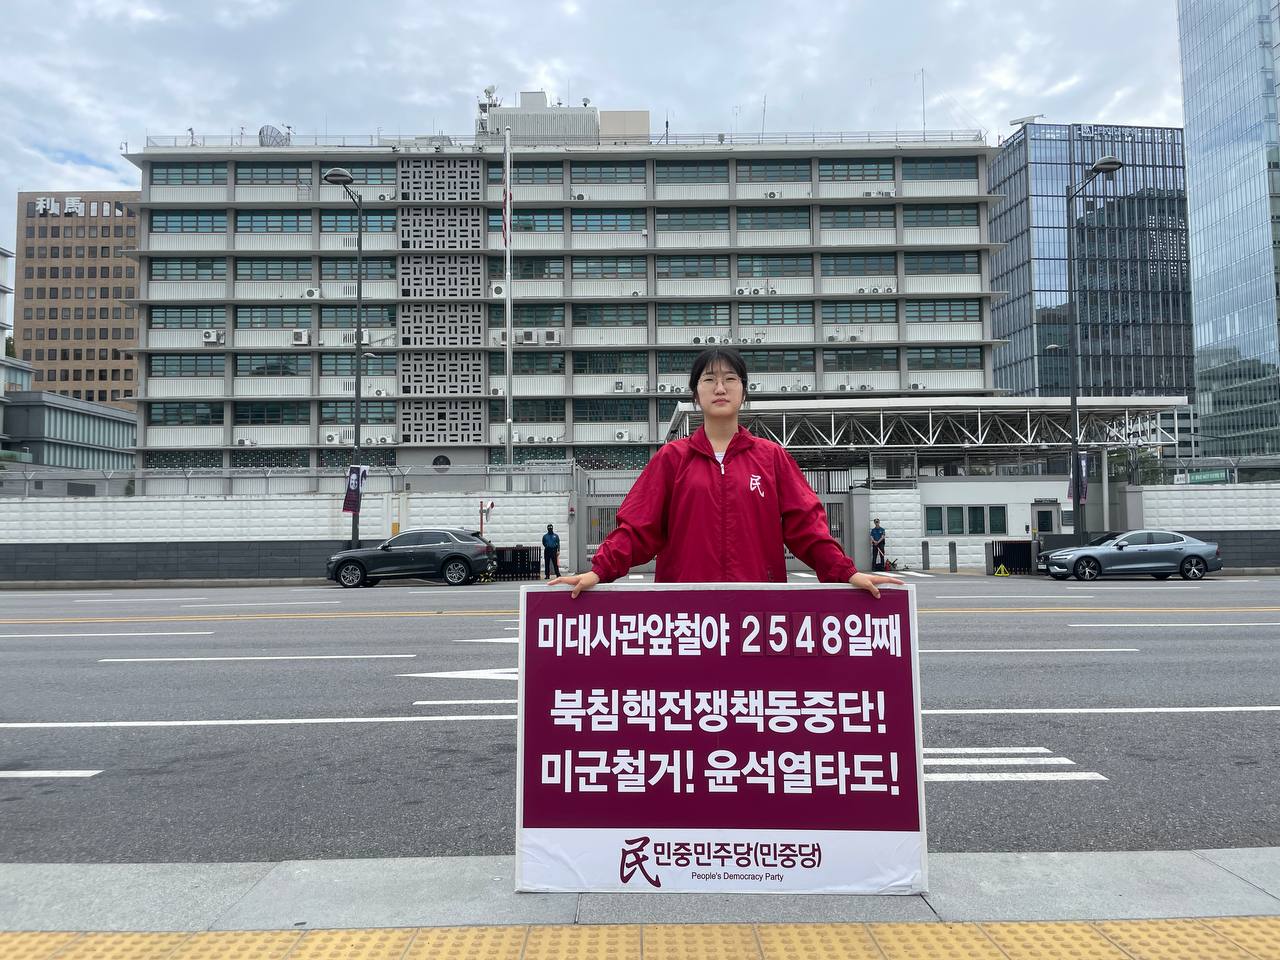 利馬
民
미대사관앞철야 2548일째
북침핵전쟁책동중단!
미군철거! 윤석열타도!
民 민중민주당(민중당)
People's Democracy Party